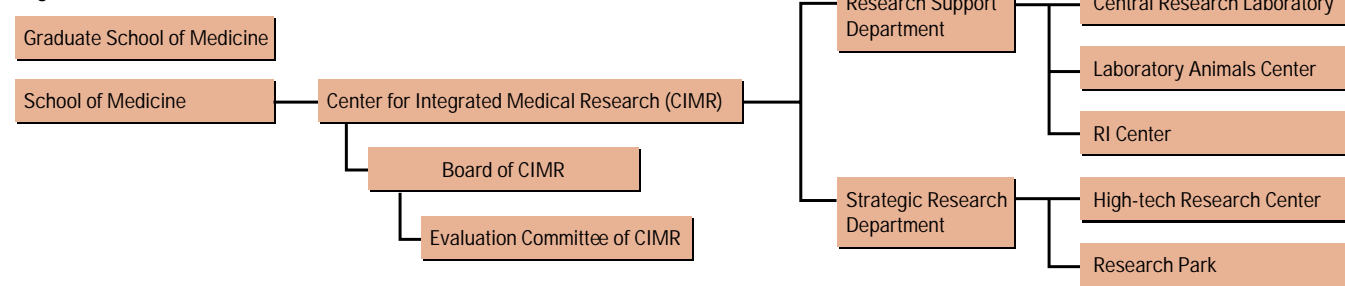 Graduate School of Medicine
School of Medicine
Center for Integrated Medical Research (CIMR)
Board of CIMR
Evaluation Committee of CIMR
Research Support
Department
Central Research Laboratory
Laboratory Animals Center
RI Center
Strategic Research
Department
High-tech Research Center
Research Park